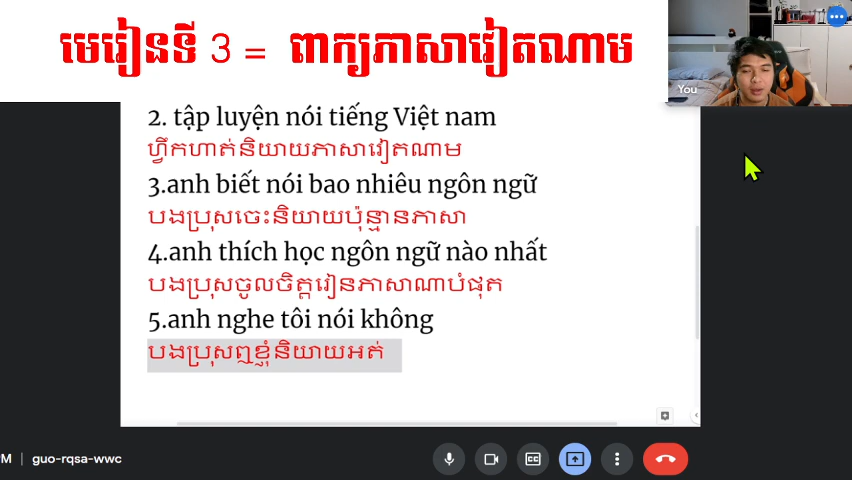 មេរៀនទី 3 = ពាក្យភាសាវៀតណាម
You
2. tập luyện nói tiếng Việt nam
ហ្វឹកហាត់និយាយភាសាវៀតណាម
3.anh biết nói bao nhiêu ngôn ngữ
បងប្រុសចេះនិយាយប៉ុន្មានភាសា
4.anh thích học ngôn ngữ nào nhất
បងប្រុសចូលចិត្តរៀនភាសាណាបំផុត
5.anh nghe tôi nói không
បងប្រុសឮខ្ញុំនិយាយអត់
PM | guo-rqsa-wwc